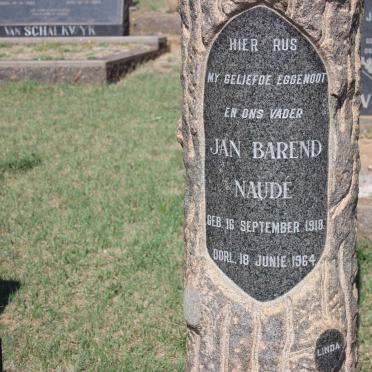 VAN SCHALKWYK
HIER RUS
MY GELIEFDE EGGENOOT
EN ONS VADER
JAN BAREND
NAUDÉ
GEB. 16 SEPTEMBER 1918.
OORL. 18 JUNIE 1964.
LINDA